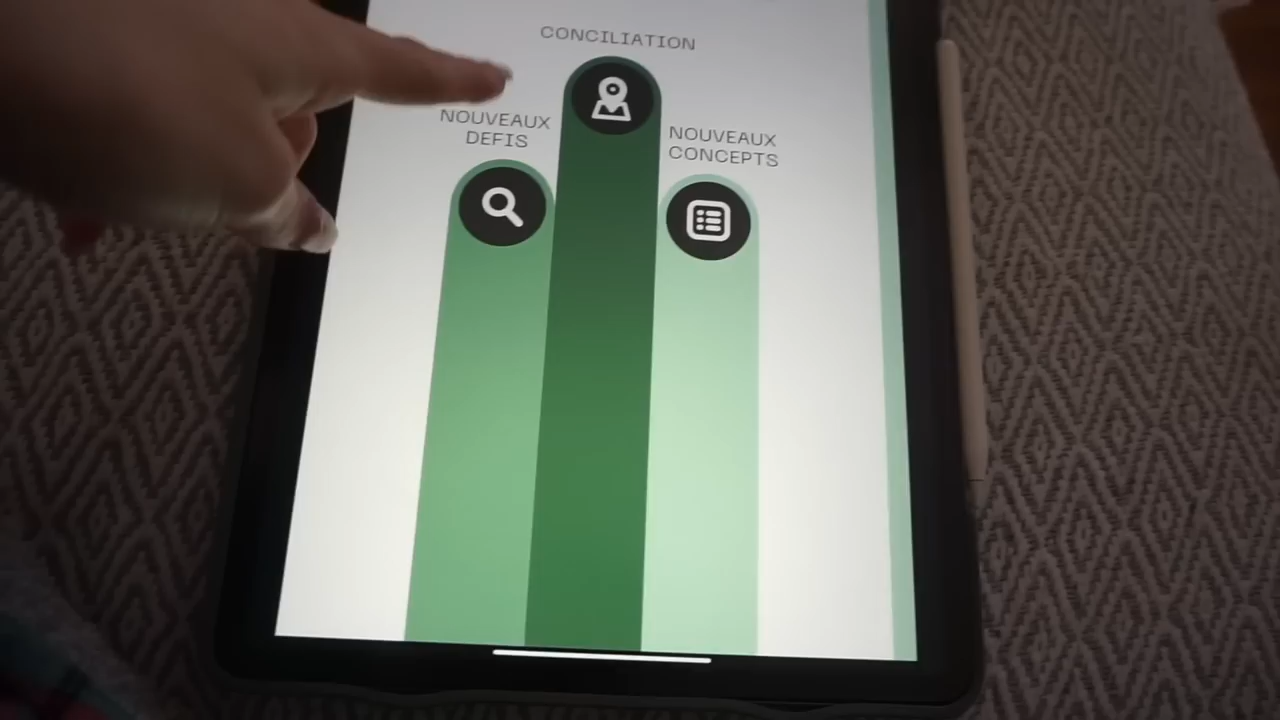 CONCILIATION
NOUVEAUX
DEFIS
NOUVEAUX
CONCEPTS